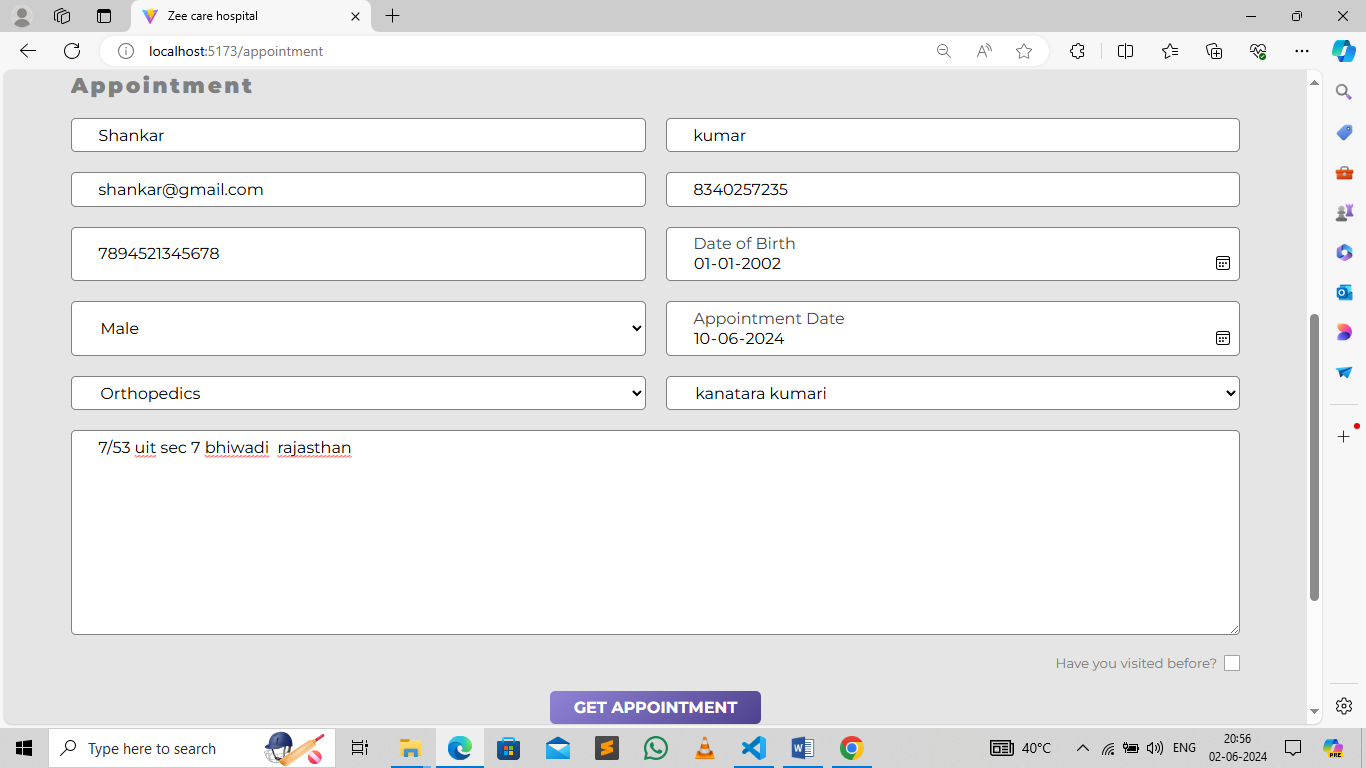 Zee care hospital
localhost:5173/appointment
Appointment
Shankar
kumar
shankar@gmail.com
8340257235
7894521345678
Date of Birth
01-01-2002
Male
Appointment Date
10-06-2024
Orthopedics
kanatara kumari
7/53 uit sec 7 bhiwadi  rajasthan
Have you visited before?
GET APPOINTMENT
Type here to search
40°C
ENG
20:56
02-06-2024
PRE